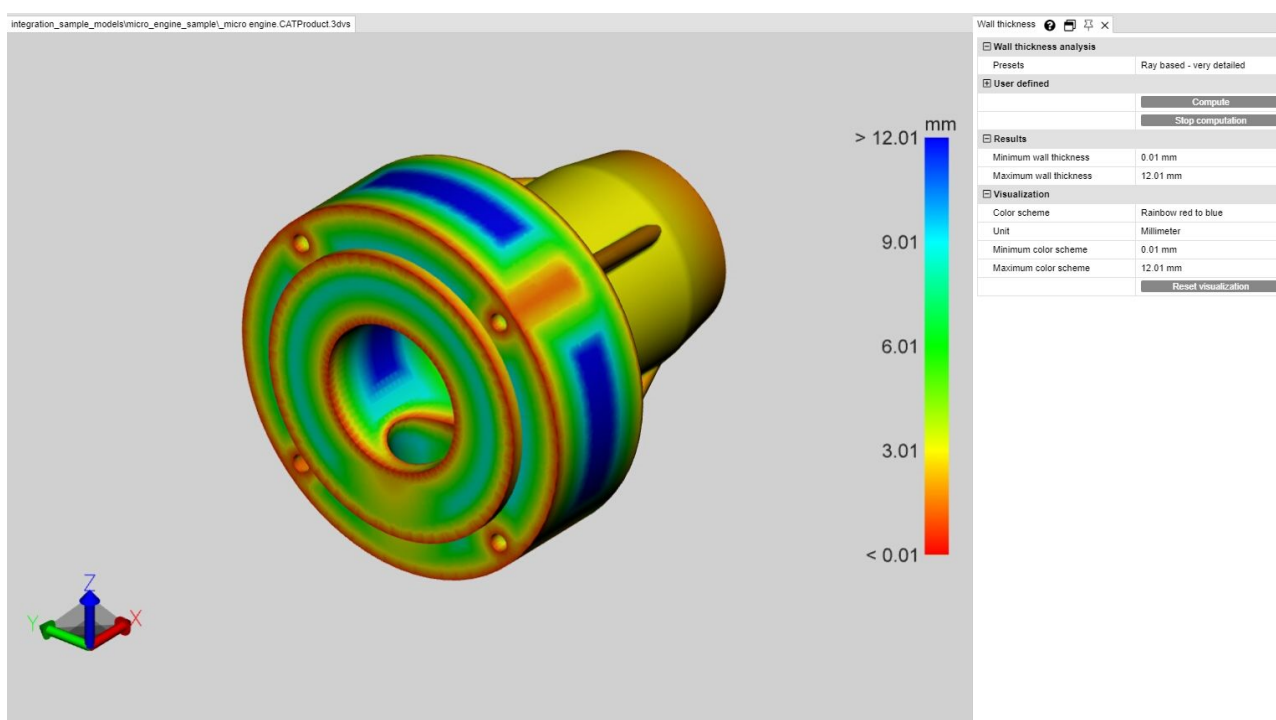 integration_sample_models\micro_engine_sample\_micro engine.CATProduct.3dvs
mm
> 12.01
9.01
6.01
3.01
< 0.01
Z
Y
X
Wall thickness
Wall thickness analysis
Presets Ray based - very detailed
User defined
Compute
Stop computation
Results
Minimum wall thickness 0.01 mm
Maximum wall thickness 12.01 mm
Visualization
Color scheme Rainbow red to blue
Unit Millimeter
Minimum color scheme 0.01 mm
Maximum color scheme 12.01 mm
Reset visualization